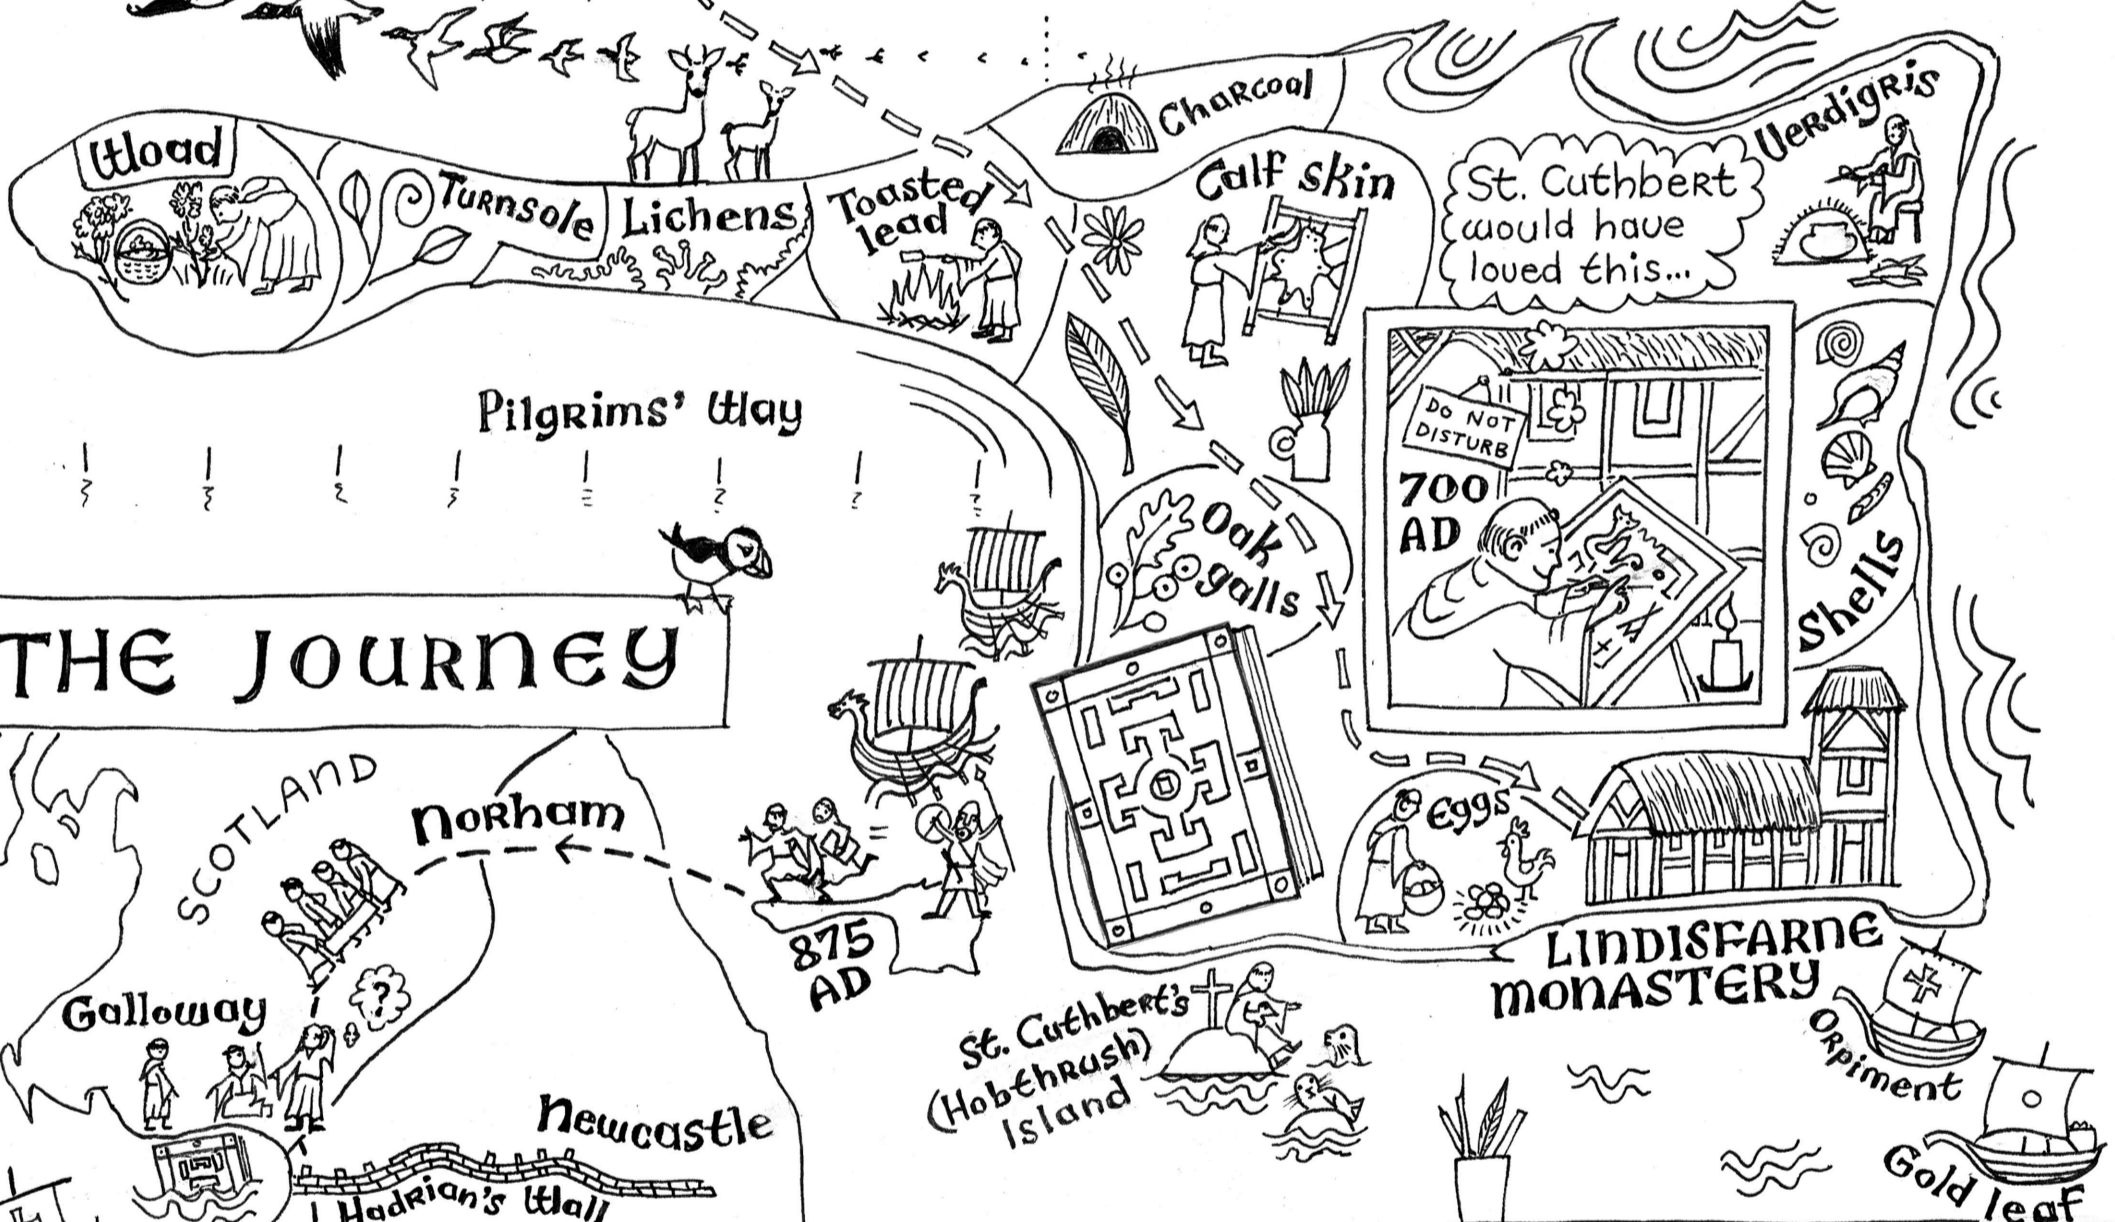 Woad
Turnsole
Lichens
Toasted
lead
Charcoal
Calf skin
Verdigris
St. Cuthbert
would have
loved this...
Pilgrims' Way
DO NOT
DISTURB
700
AD
Oak
galls
Shells
THE JOURNEY
SCOTLAND
Norham
Eggs
875
AD
LINDISFARNE
MONASTERY
Galloway
?
St. Cuthbert's
(Hobthrush)
Island
Orpiment
Newcastle
Hadrian's Wall
Gold leaf